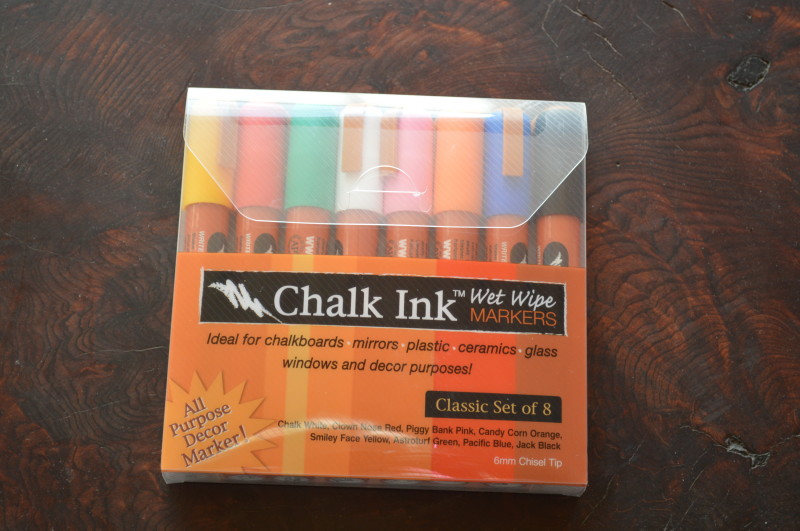 Chalk Ink™ Wet Wipe
MARKERS
Ideal for chalkboards · mirrors · plastic · ceramics · glass
windows and decor purposes!
Classic Set of 8
All
Purpose
Decor
Marker!
Chalk White, Clown Nose Red, Piggy Bank Pink, Candy Corn Orange,
Smiley Face Yellow, Astroturf Green, Pacific Blue, Jack Black
6mm Chisel Tip